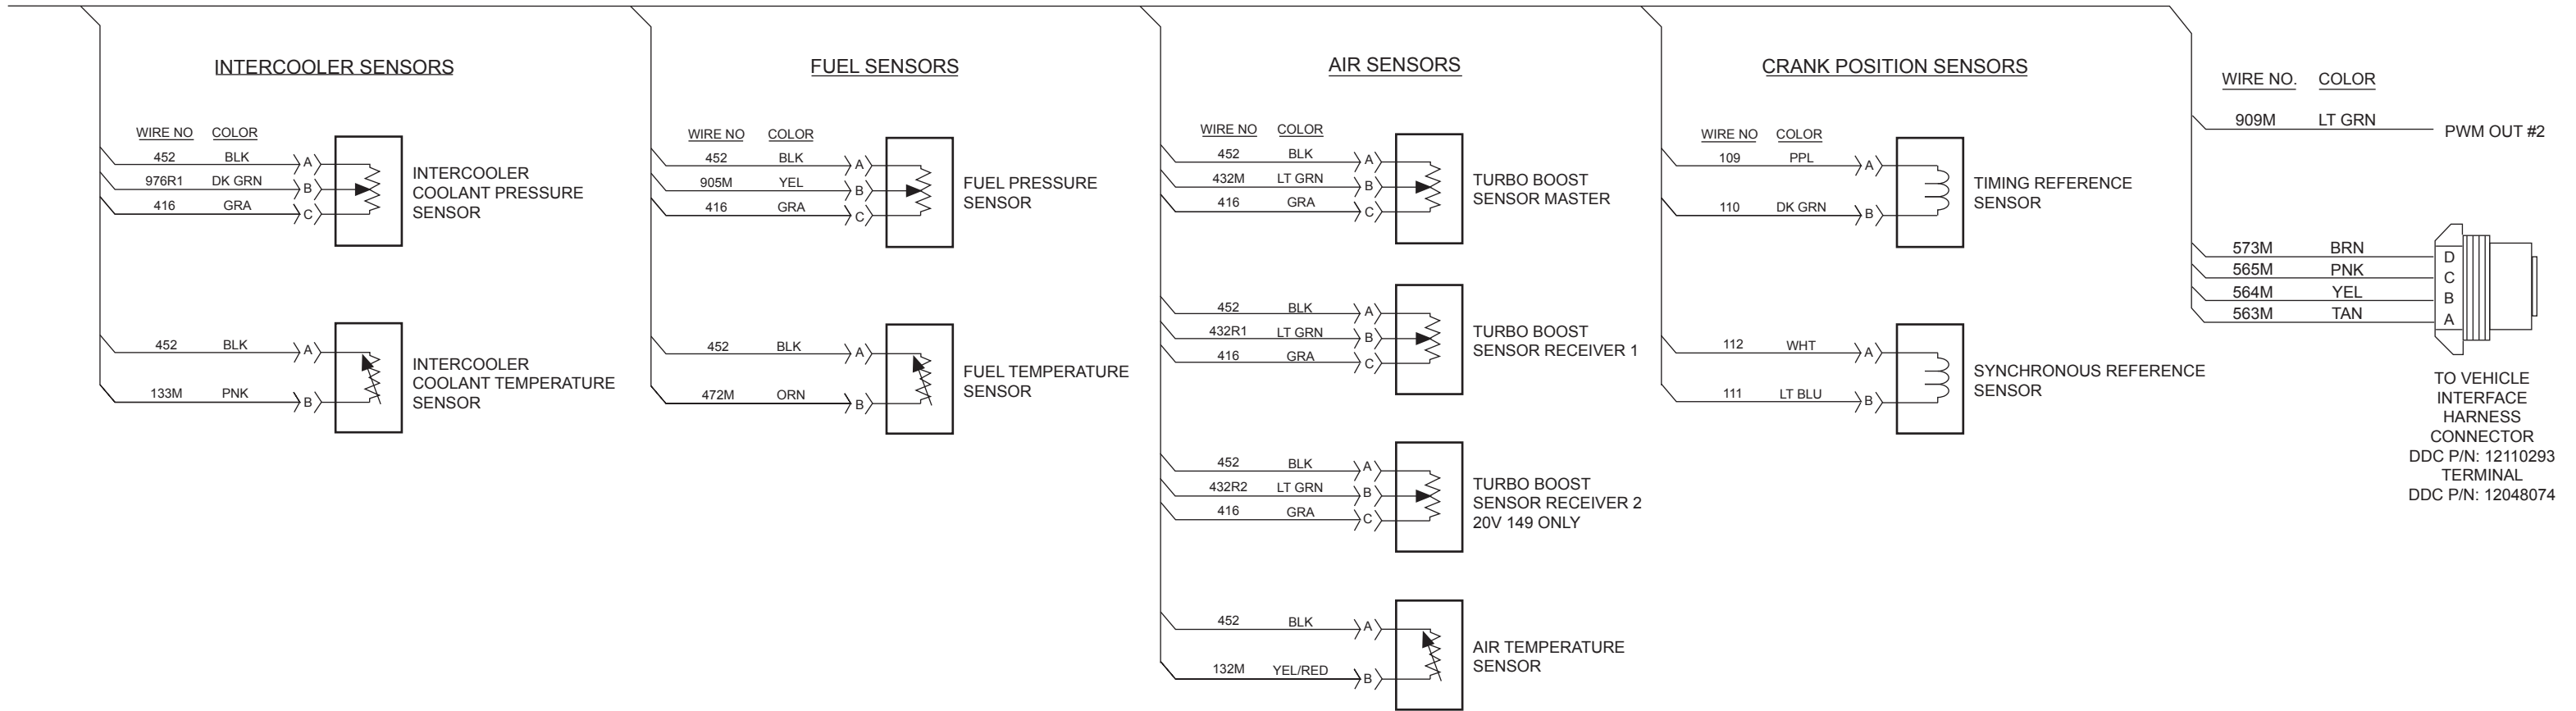 INTERCOOLER SENSORS
WIRE NO COLOR
452 BLK A
976R1 DK GRN B
416 GRA C
INTERCOOLER
COOLANT PRESSURE
SENSOR
452 BLK A
133M PNK B
INTERCOOLER
COOLANT TEMPERATURE
SENSOR
FUEL SENSORS
WIRE NO COLOR
452 BLK A
905M YEL B
416 GRA C
FUEL PRESSURE
SENSOR
452 BLK A
472M ORN B
FUEL TEMPERATURE
SENSOR
AIR SENSORS
WIRE NO COLOR
452 BLK A
432M LT GRN B
416 GRA C
TURBO BOOST
SENSOR MASTER
452 BLK A
432R1 LT GRN B
416 GRA C
TURBO BOOST
SENSOR RECEIVER 1
452 BLK A
432R2 LT GRN B
416 GRA C
TURBO BOOST
SENSOR RECEIVER 2
20V 149 ONLY
452 BLK A
132M YEL/RED B
AIR TEMPERATURE
SENSOR
CRANK POSITION SENSORS
WIRE NO COLOR
109 PPL A
110 DK GRN B
TIMING REFERENCE
SENSOR
112 WHT A
111 LT BLU B
SYNCHRONOUS REFERENCE
SENSOR
WIRE NO. COLOR
909M LT GRN PWM OUT #2
573M BRN D
565M PNK C
564M YEL B
563M TAN A
TO VEHICLE
INTERFACE
HARNESS
CONNECTOR
DDC P/N: 12110293
TERMINAL
DDC P/N: 12048074